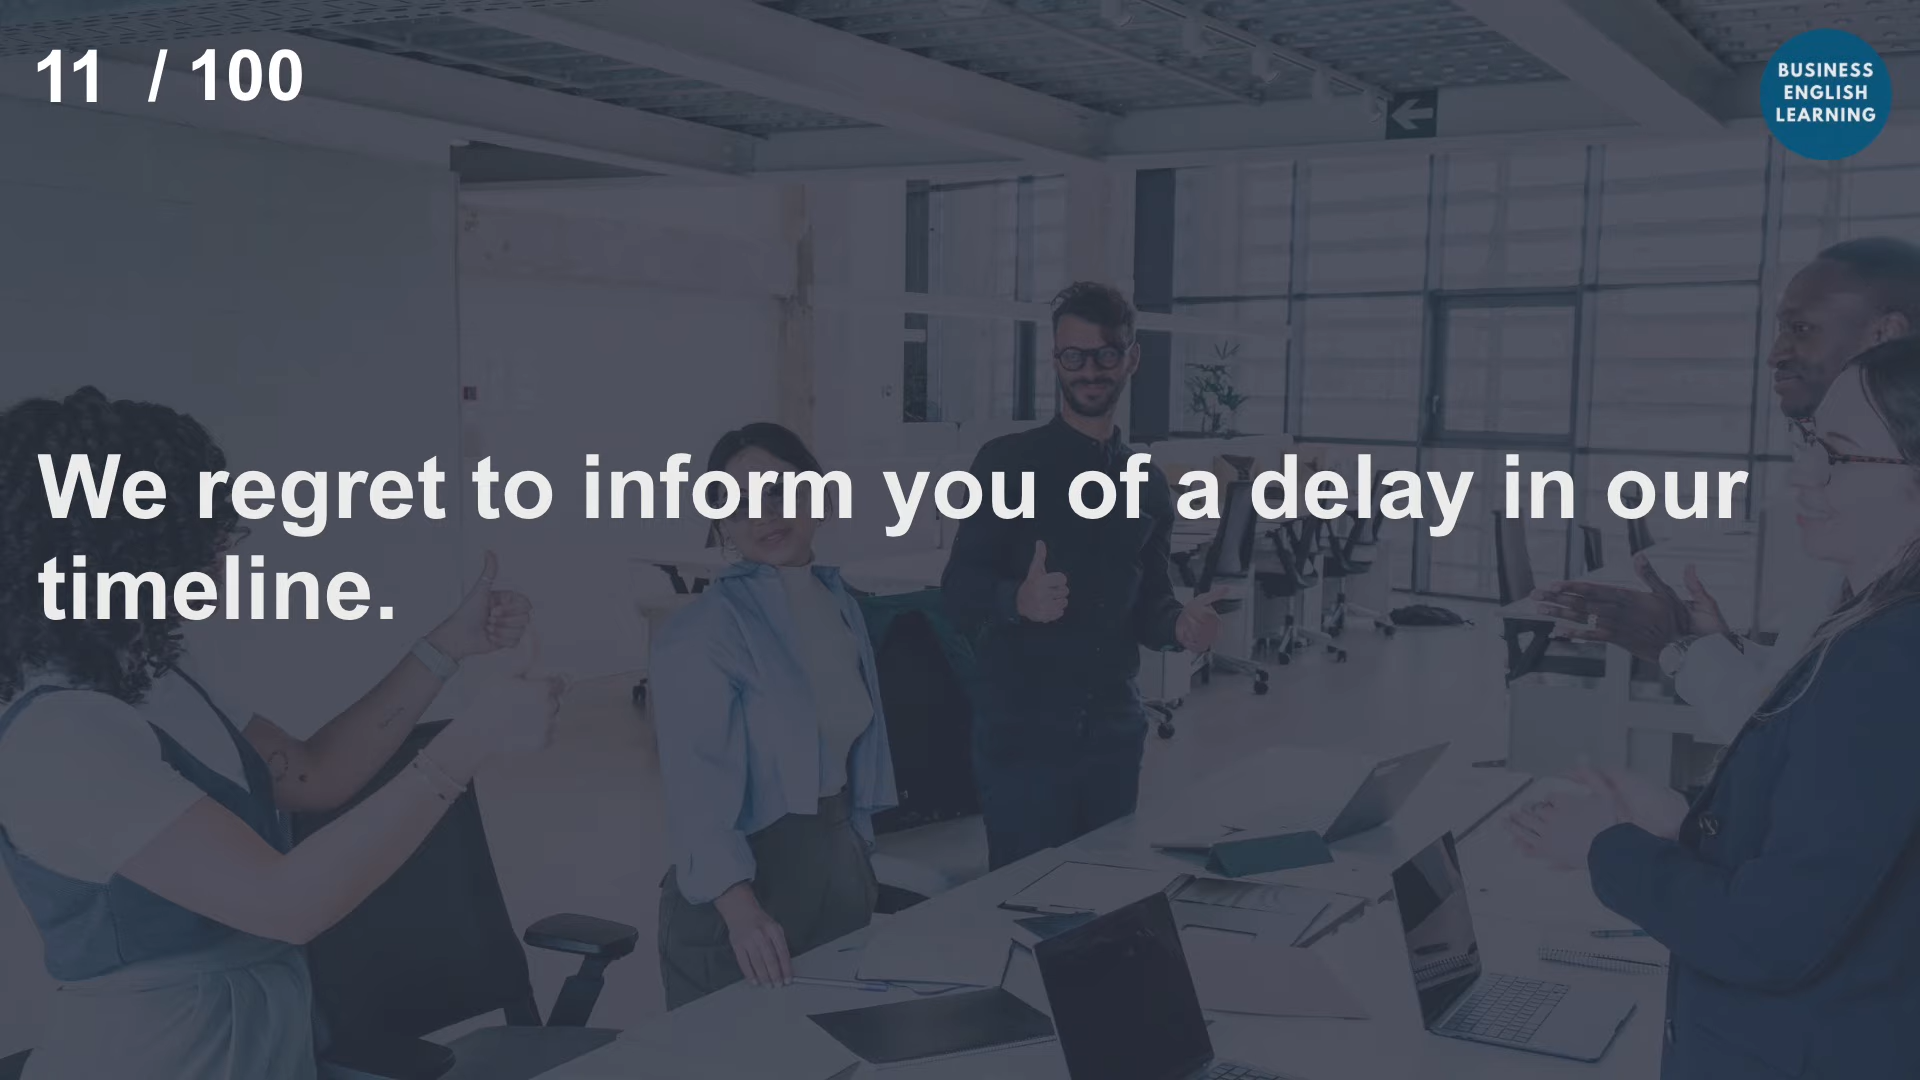 11 / 100
BUSINESS
ENGLISH
LEARNING
We regret to inform you of a delay in our
timeline.